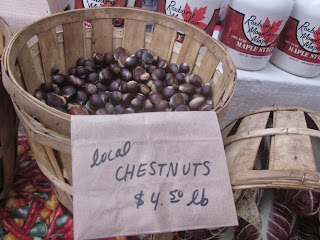 local
CHESTNUTS
$4.50 lb
MAPLE SYRUP
MAPLE